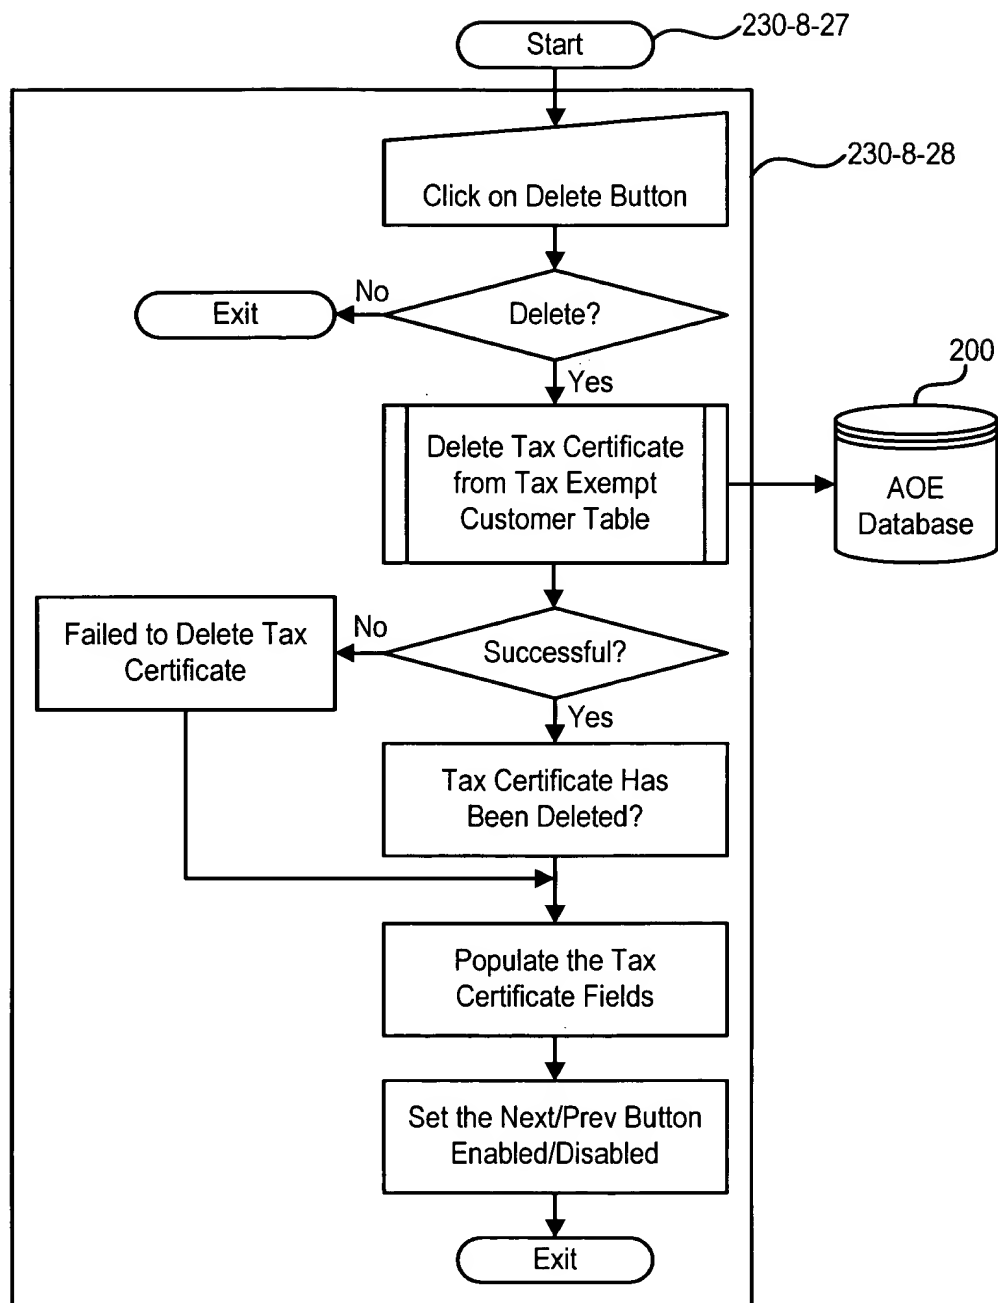 Start
230-8-27
230-8-28
Click on Delete Button
No
Exit
Delete?
Yes
200
Delete Tax Certificate
from Tax Exempt
Customer Table
AOE
Database
Failed to Delete Tax
Certificate
No
Successful?
Yes
Tax Certificate Has
Been Deleted?
Populate the Tax
Certificate Fields
Set the Next/Prev Button
Enabled/Disabled
Exit